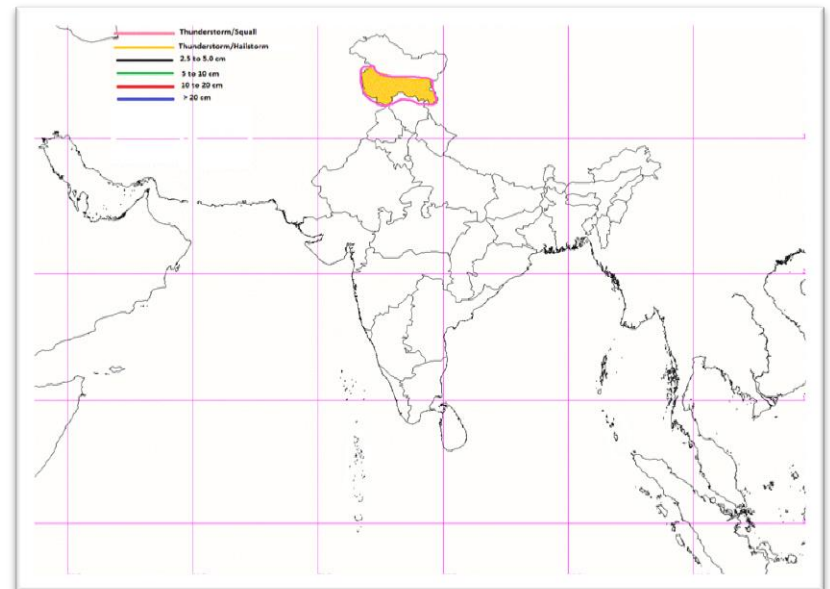 Thunderstorm/Squall
Thunderstorm/Hailstorm
2.5 to 5.0 cm
5 to 10 cm
10 to 20 cm
> 20 cm